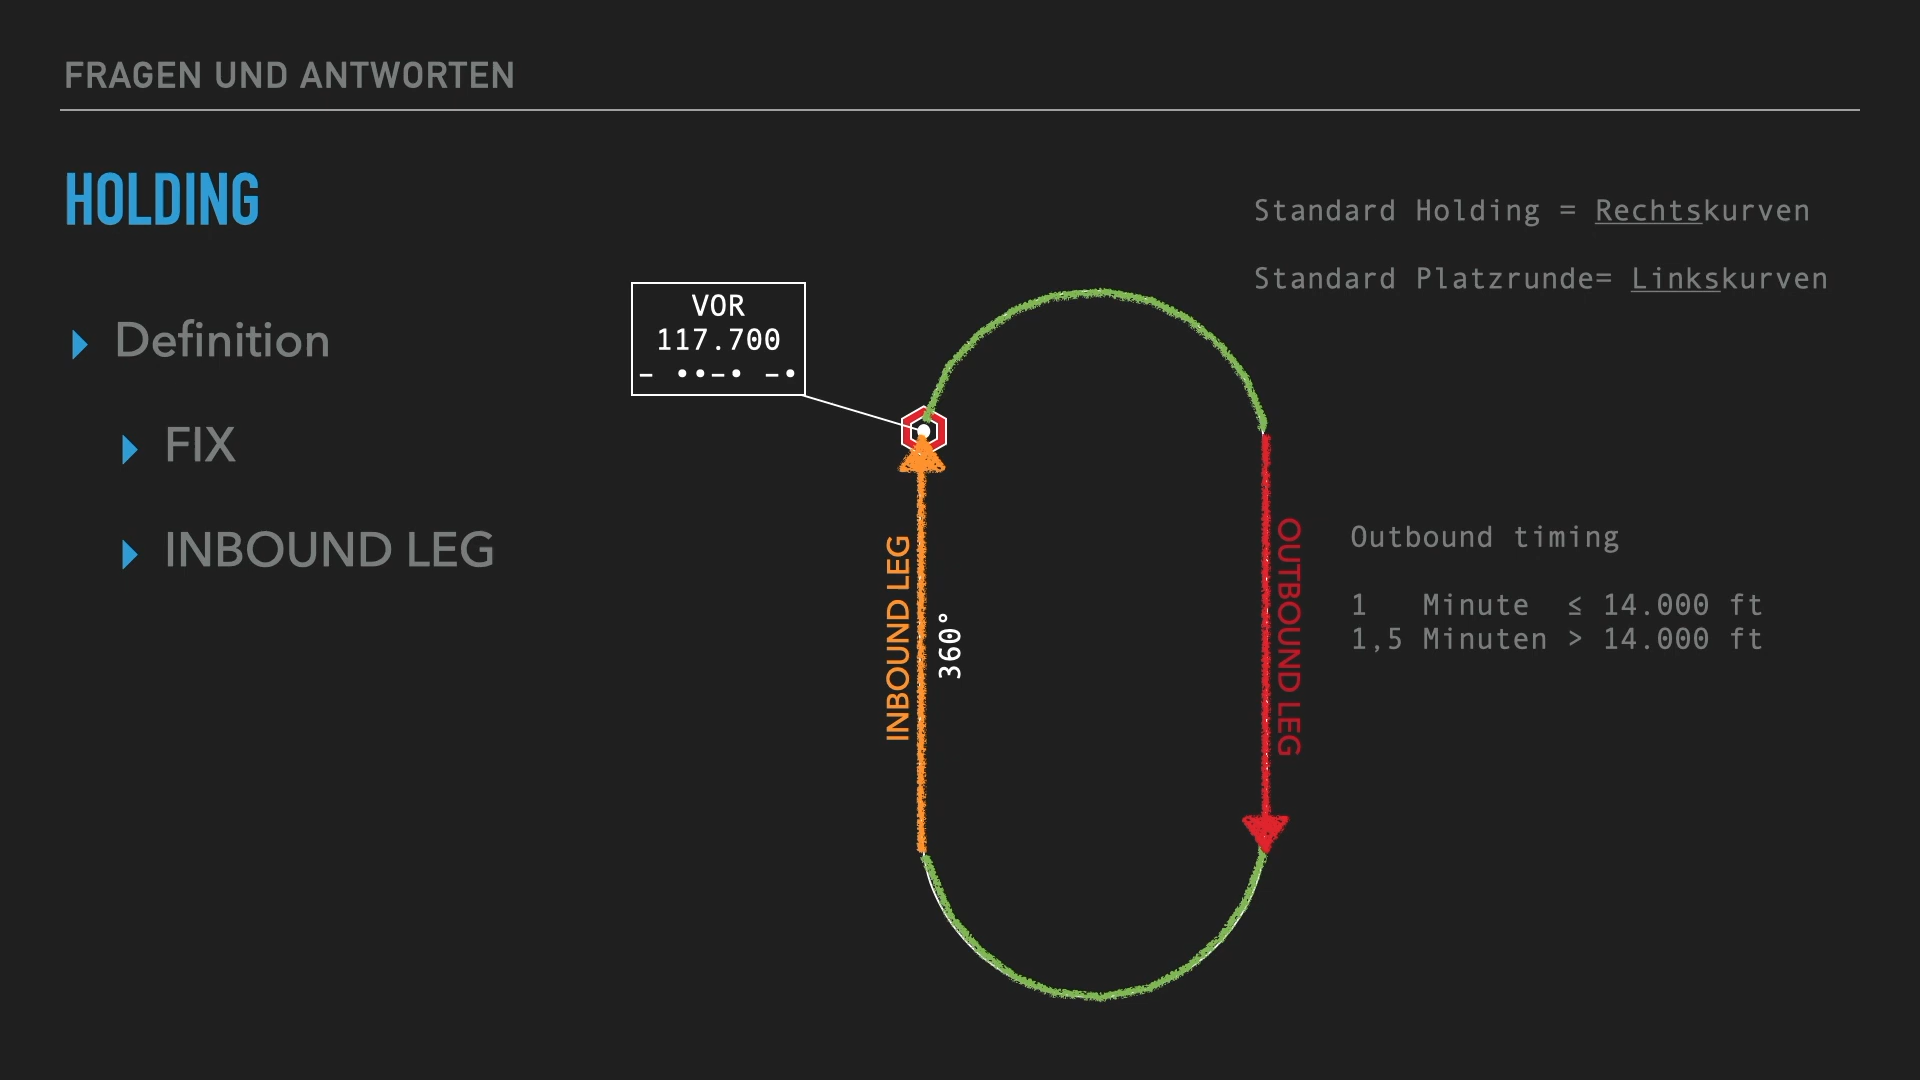 FRAGEN UND ANTWORTEN
HOLDING
Definition
FIX
INBOUND LEG
VOR
117.700
– ••–• –•
INBOUND LEG
360°
OUTBOUND LEG
Standard Holding = Rechtskurven
Standard Platzrunde= Linkskurven
Outbound timing
1 Minute ≤ 14.000 ft
1,5 Minuten > 14.000 ft